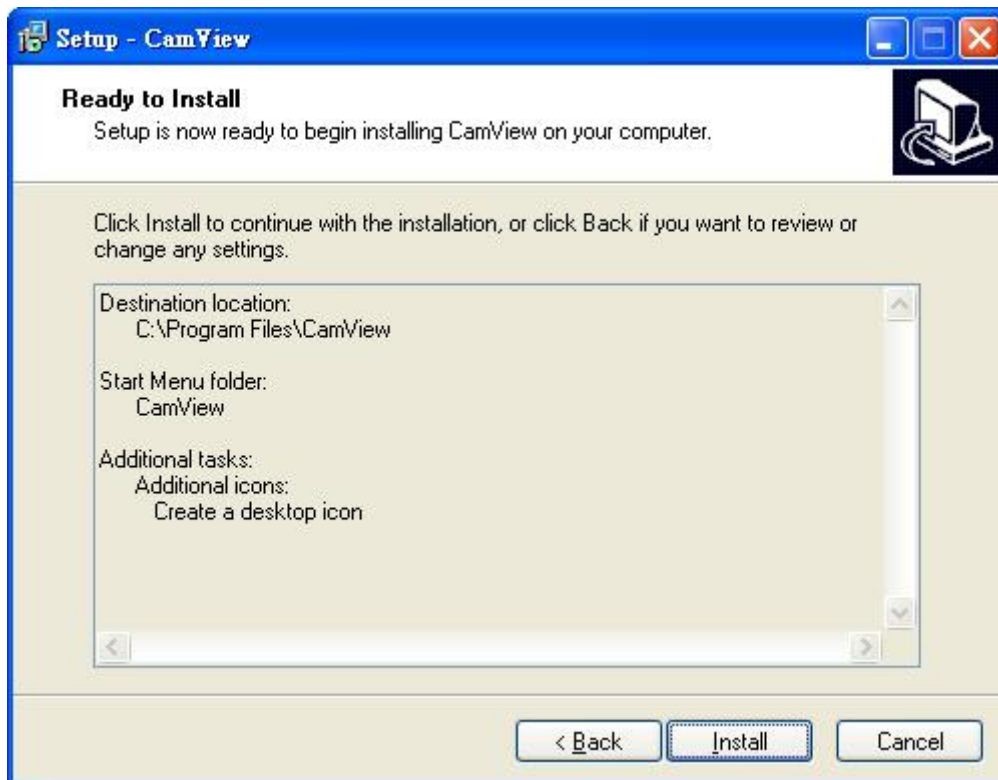 Setup - CamView
Ready to Install
Setup is now ready to begin installing CamView on your computer.
Click Install to continue with the installation, or click Back if you want to review or
change any settings.
Destination location:
C:\Program Files\CamView
Start Menu folder:
CamView
Additional tasks:
Additional icons:
Create a desktop icon
< Back
Install
Cancel